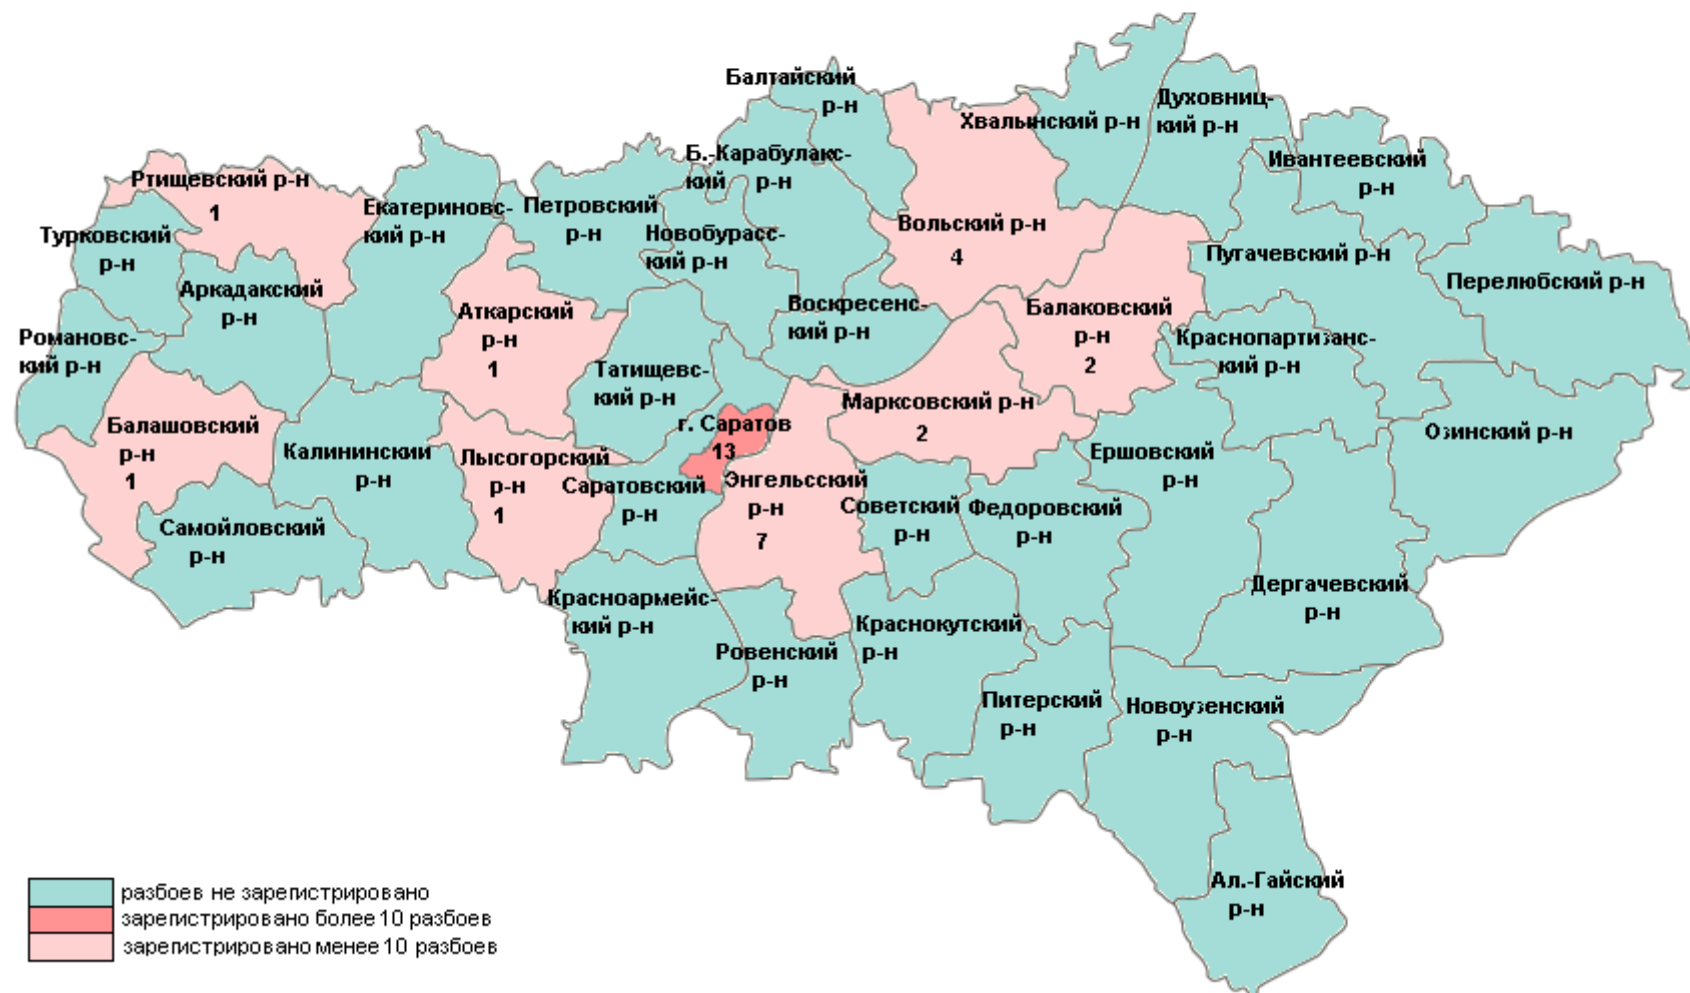 Балтайский
р-н
Хвалынский р-н
Духовниц-
кий р-н
Ивантеевский
р-н
Б.-Карабулакс-
кий р-н
Ртищевский р-н
1
Екатериновс-
кий р-н
Петровский
р-н
Новобурасс-
кий р-н
Вольский р-н
4
Турковский
р-н
Пугачевский р-н
Перелюбский р-н
Аркадакский
р-н
Аткарский
р-н
1
Воскресенс-
кий р-н
Балаковский
р-н
2
Романовс-
кий р-н
Краснопартизанс-
кий р-н
Татищевс-
кий р-н
Марксовский р-н
2
Балашовский
р-н
1
г. Саратов
13
Озинский р-н
Калининский
р-н
Лысогорский
р-н
1
Саратовский
р-н
Энгельсский
р-н
7
Ершовский
р-н
Советский
р-н
Федоровский
р-н
Самойловский
р-н
Дергачевский
р-н
Красноармейс-
кий р-н
Краснокутский
р-н
Ровенский
р-н
Питерский
р-н
Новоузенский
р-н
Ал.-Гайский
р-н
разбоев не зарегистрировано
зарегистрировано более 10 разбоев
зарегистрировано менее 10 разбоев